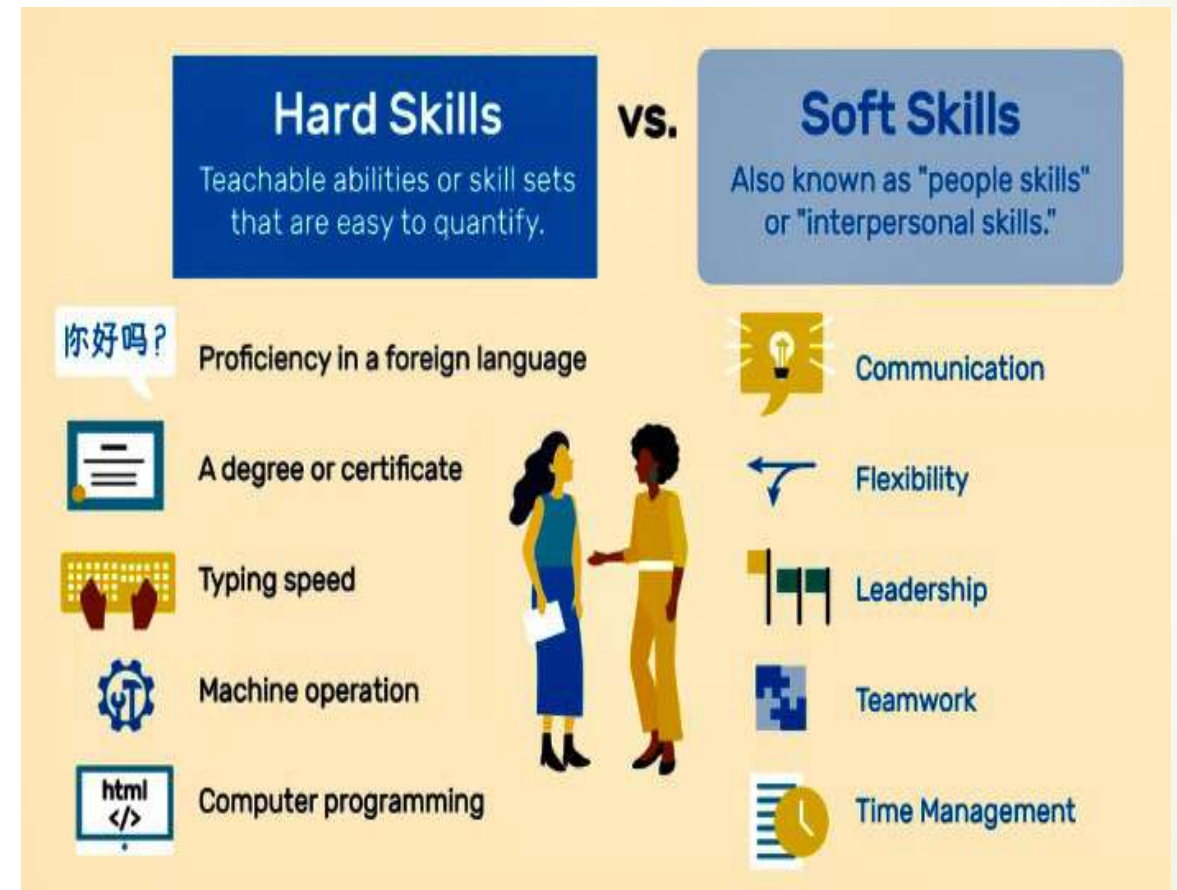 Hard Skills
Teachable abilities or skill sets
that are easy to quantify.
vs.
Soft Skills
Also known as "people skills"
or "interpersonal skills."
你好吗?
Proficiency in a foreign language
A degree or certificate
Typing speed
Machine operation
html
</>
Computer programming
Communication
Flexibility
Leadership
Teamwork
Time Management